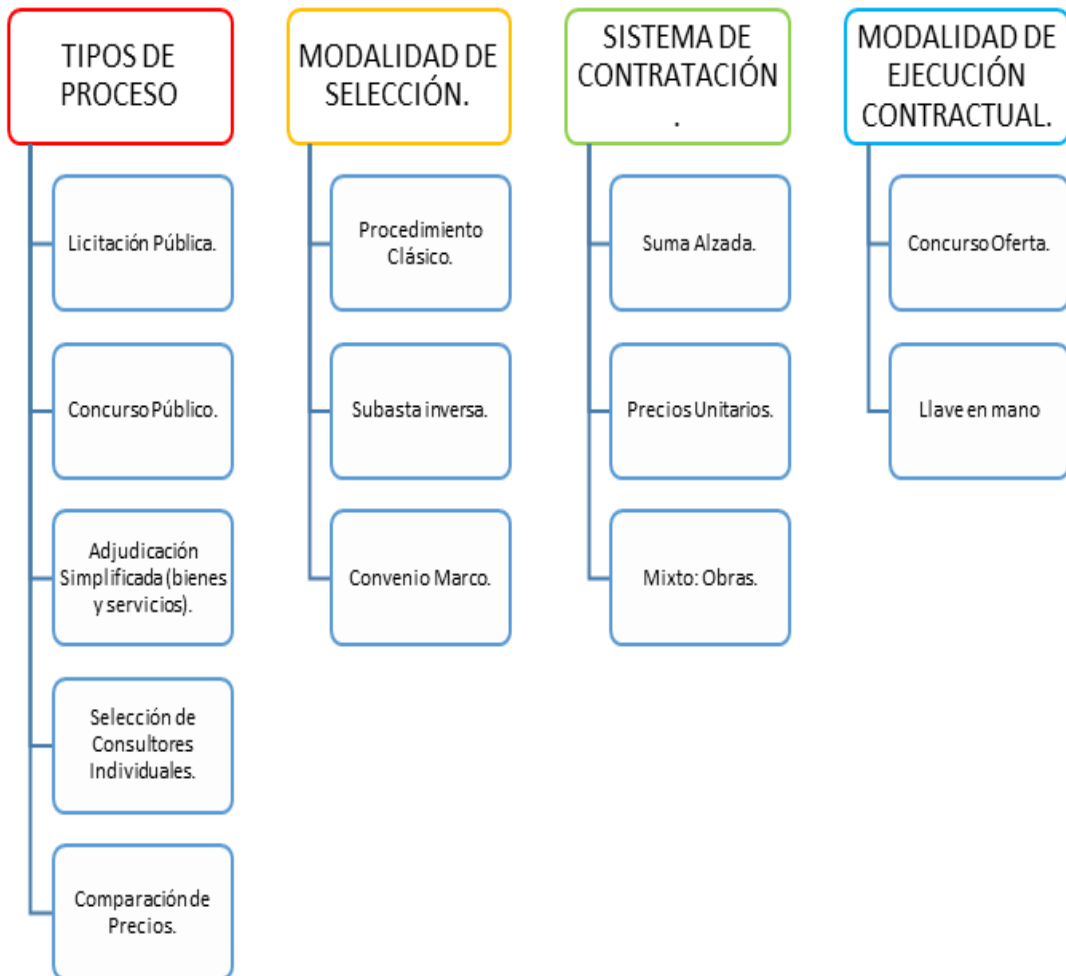 TIPOS DE
PROCESO
Licitación Pública.
Concurso Público.
Adjudicación
Simplificada (bienes
y servicios).
Selección de
Consultores
Individuales.
Comparación de
Precios.
MODALIDAD DE
SELECCIÓN.
Procedimiento
Clásico.
Subasta inversa.
Convenio Marco.
SISTEMA DE
CONTRATACIÓN
.
Suma Alzada.
Precios Unitarios.
Mixto: Obras.
MODALIDAD DE
EJECUCIÓN
CONTRACTUAL.
Concurso Oferta.
Llave en mano